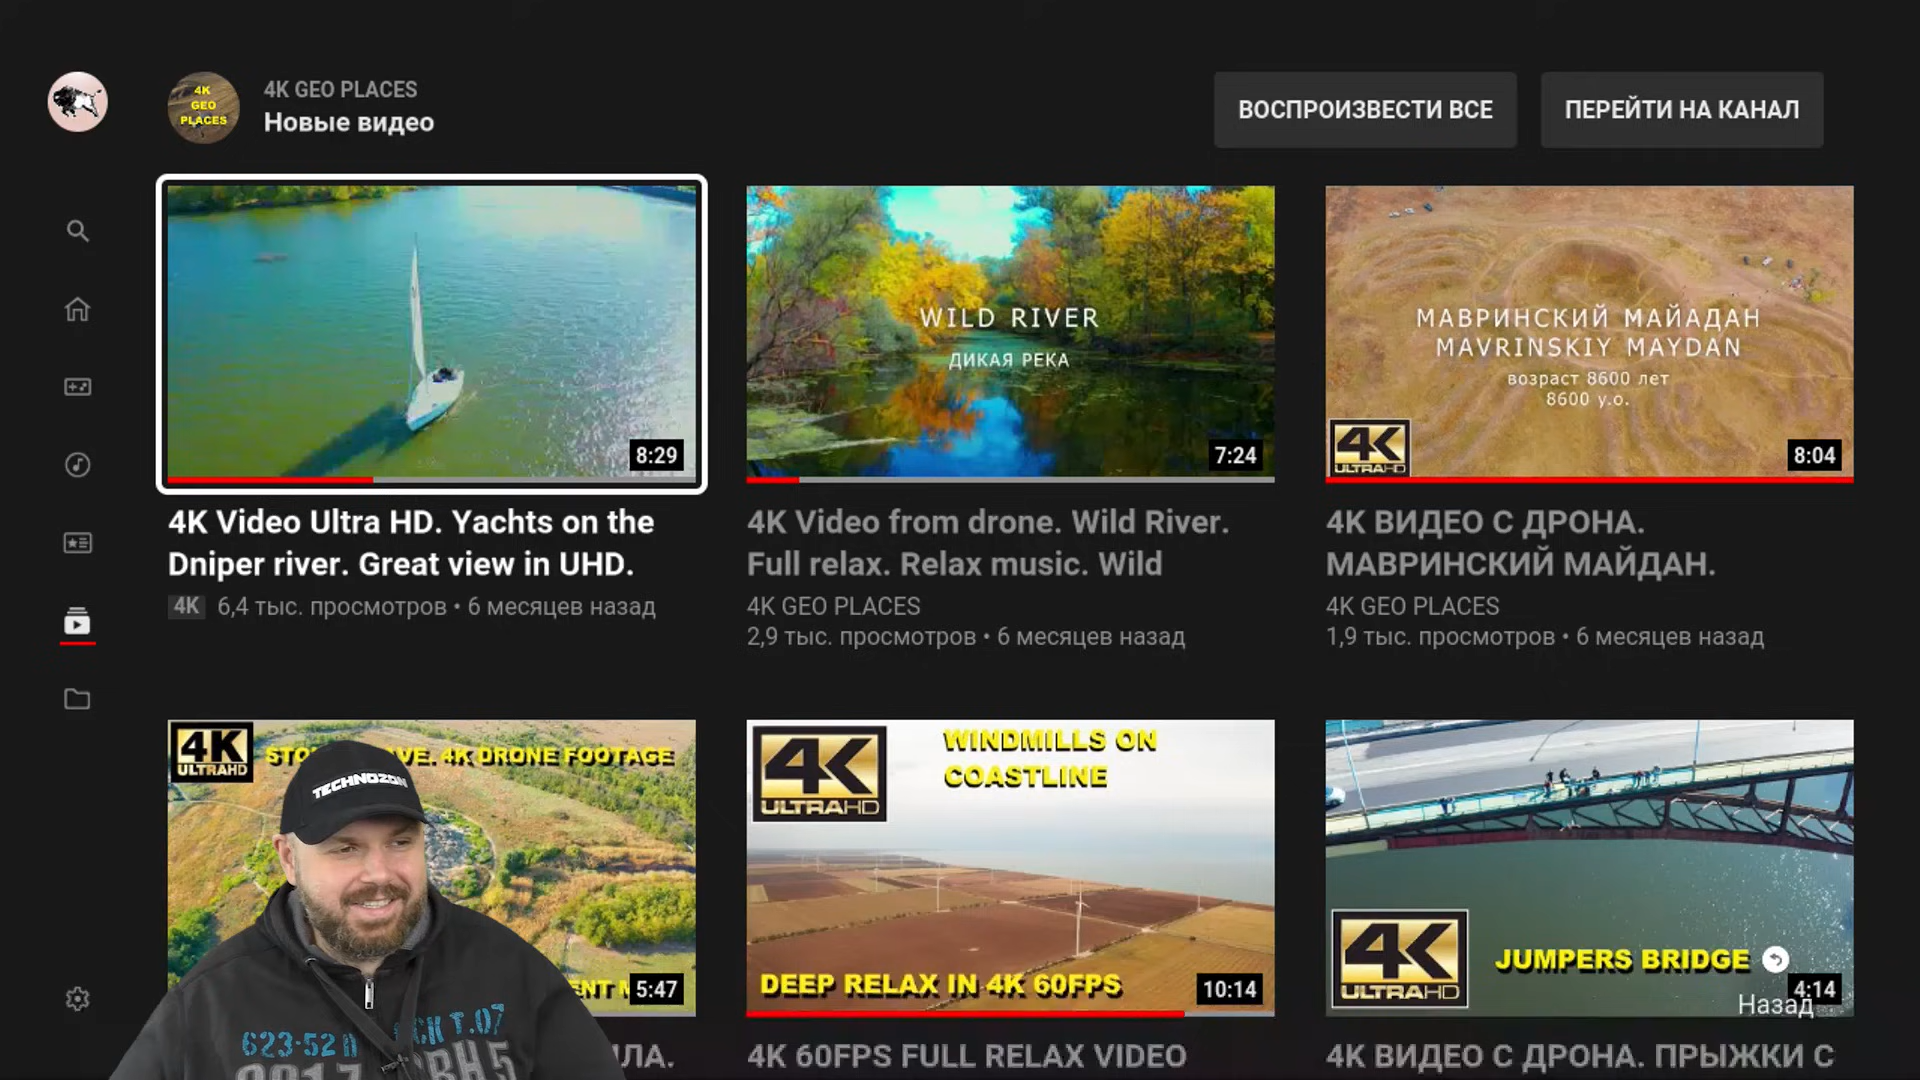 4K GEO PLACES
Новые видео
4K
GEO
PLACES
ВОСПРОИЗВЕСТИ ВСЕ
ПЕРЕЙТИ НА КАНАЛ
8:29
WILD RIVER
ДИКАЯ РЕКА
7:24
МАВРИНСКИЙ МАЙАДАН
MAVRINSKIY MAYDAN
возраст 8600 лет
8600 y.o.
4K
ULTRAHD
8:04
4K Video Ultra HD. Yachts on the
Dniper river. Great view in UHD.
4K 6,4 тыс. просмотров • 6 месяцев назад
4K Video from drone. Wild River.
Full relax. Relax music. Wild
4K GEO PLACES
2,9 тыс. просмотров • 6 месяцев назад
4K ВИДЕО С ДРОНА.
МАВРИНСКИЙ МАЙДАН.
4K GEO PLACES
1,9 тыс. просмотров • 6 месяцев назад
4K
ULTRAHD
4K DRONE FOOTAGE
TECHNOZON
5:47
623-52
T.07
4K
ULTRAHD
WINDMILLS ON
COASTLINE
DEEP RELAX IN 4K 60FPS
10:14
4K
ULTRAHD
JUMPERS BRIDGE
4:14
Назад
4K 60FPS FULL RELAX VIDEO
4K ВИДЕО С ДРОНА. ПРЫЖКИ С